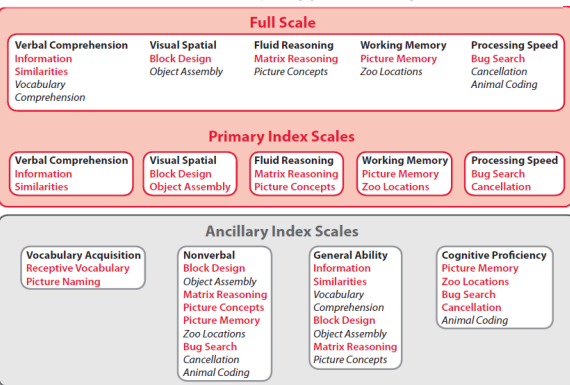 Full Scale
Verbal Comprehension
Information
Similarities
Vocabulary
Comprehension
Visual Spatial
Block Design
Object Assembly
Fluid Reasoning
Matrix Reasoning
Picture Concepts
Working Memory
Picture Memory
Zoo Locations
Processing Speed
Bug Search
Cancellation
Animal Coding
Primary Index Scales
Verbal Comprehension
Information
Similarities
Visual Spatial
Block Design
Object Assembly
Fluid Reasoning
Matrix Reasoning
Picture Concepts
Working Memory
Picture Memory
Zoo Locations
Processing Speed
Bug Search
Cancellation
Ancillary Index Scales
Vocabulary Acquisition
Receptive Vocabulary
Picture Naming
Nonverbal
Block Design
Object Assembly
Matrix Reasoning
Picture Concepts
Picture Memory
Zoo Locations
Bug Search
Cancellation
Animal Coding
General Ability
Information
Similarities
Vocabulary
Comprehension
Block Design
Object Assembly
Matrix Reasoning
Picture Concepts
Cognitive Proficiency
Picture Memory
Zoo Locations
Bug Search
Cancellation
Animal Coding